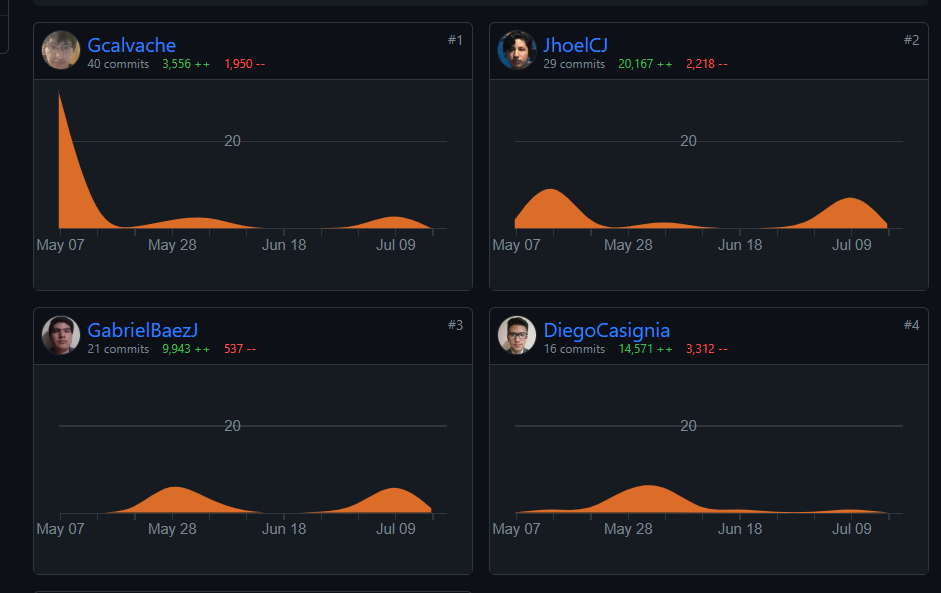 Gcalvache
#1
40 commits 3,556 ++ 1,950 --
20
May 07 May 28 Jun 18 Jul 09
JhoelCJ
#2
29 commits 20,167 ++ 2,218 --
20
May 07 May 28 Jun 18 Jul 09
GabrielBaezJ
#3
21 commits 9,943 ++ 537 --
20
May 07 May 28 Jun 18 Jul 09
DiegoCasignia
#4
16 commits 14,571 ++ 3,312 --
20
May 07 May 28 Jun 18 Jul 09